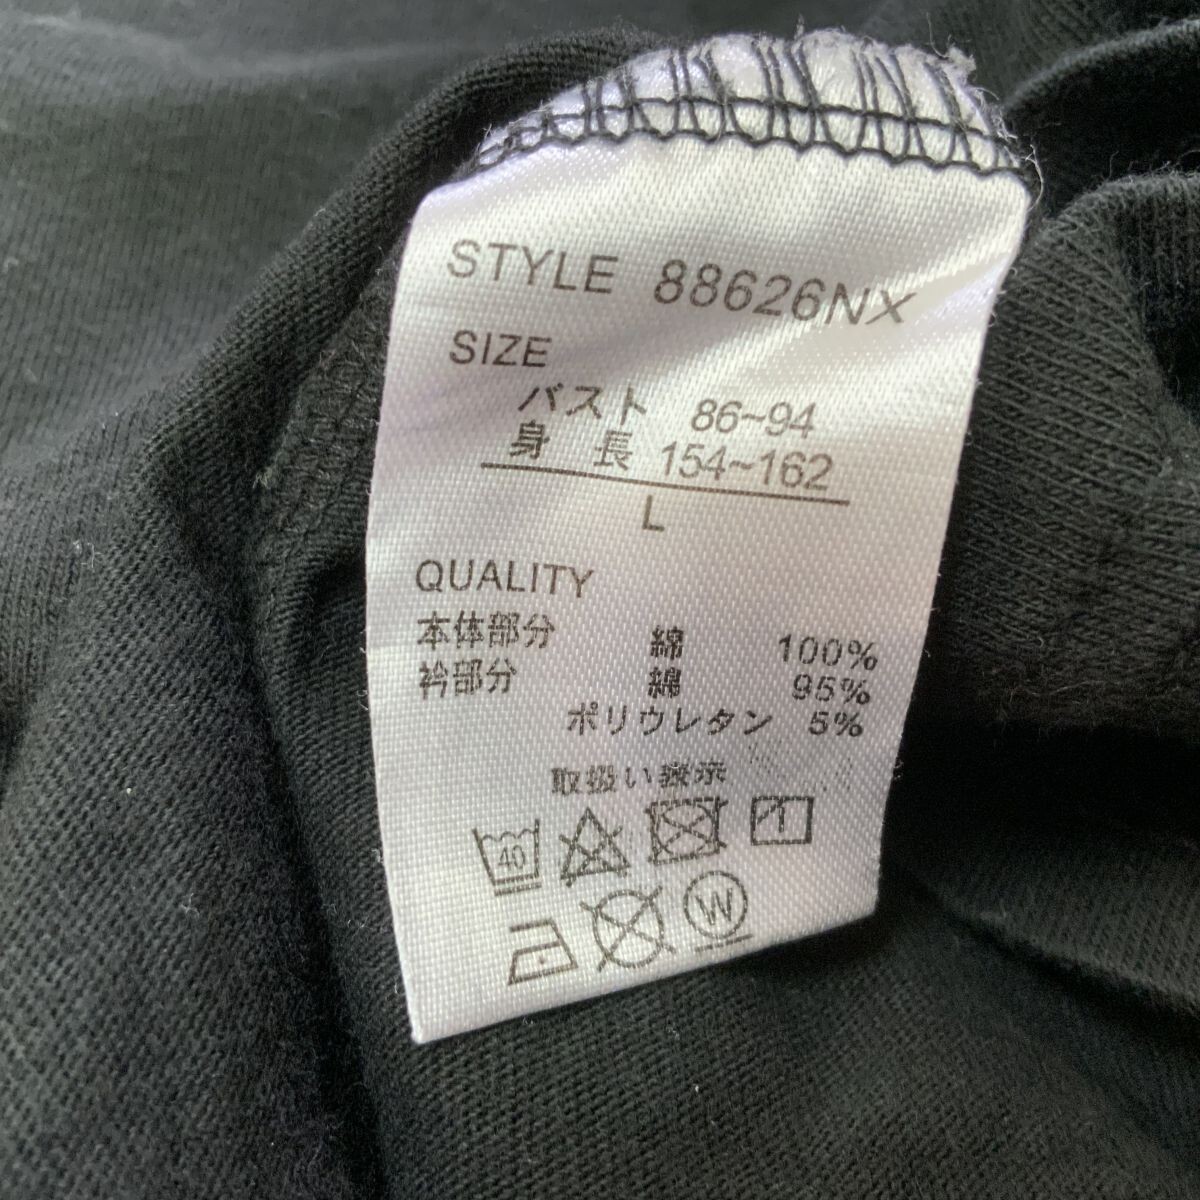 STYLE 88626NX
SIZE
バスト 86~94
身 長 154~162
L
QUALITY
本体部分 綿 100%
衿部分 綿 95%
ポリウレタン 5%
取扱い表示
40
W